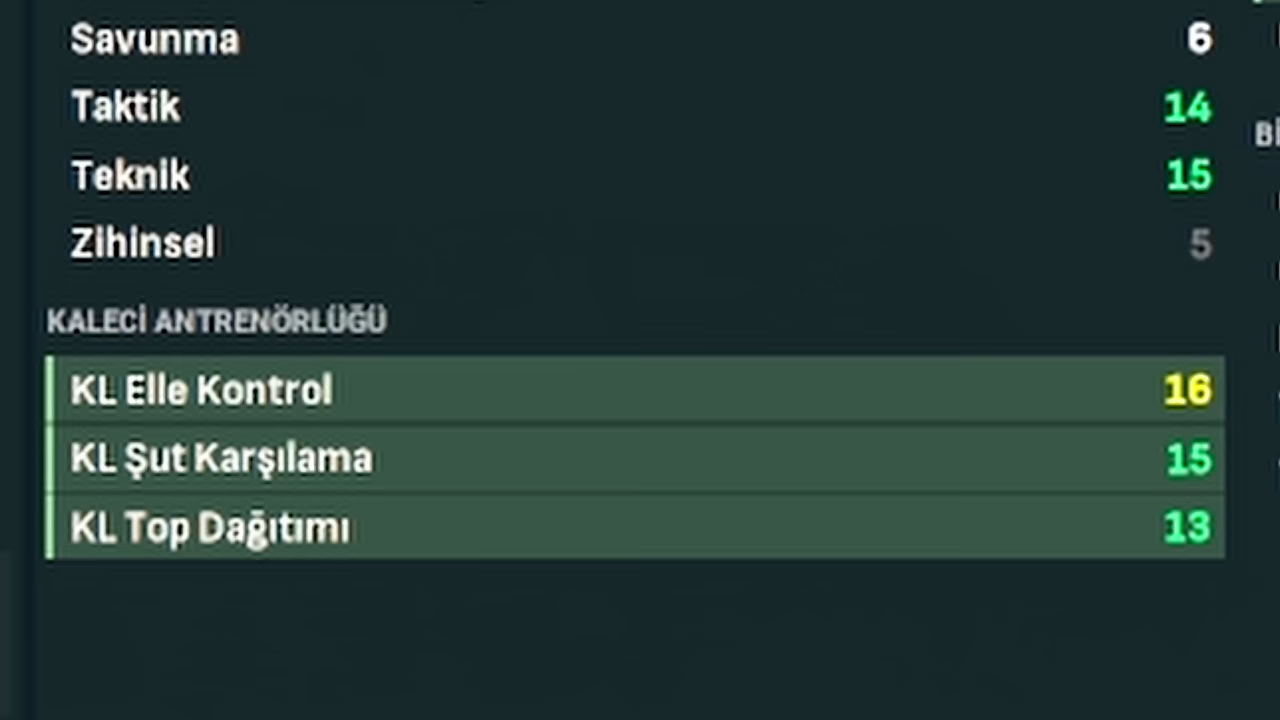 Savunma 6
Taktik 14
Teknik 15
Zihinsel 5
KALECİ ANTRENÖRLÜĞÜ
KL Elle Kontrol 16
KL Şut Karşılama 15
KL Top Dağıtımı 13